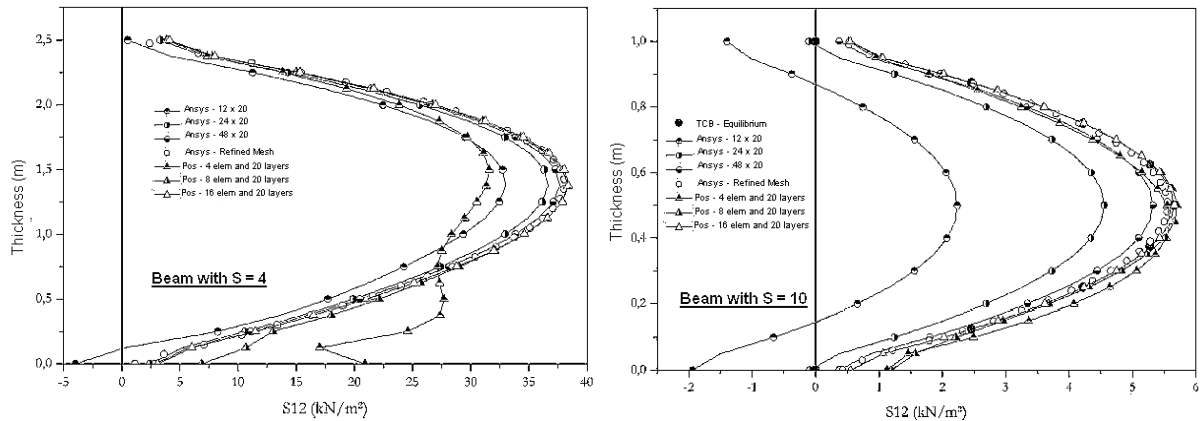 2,5
2,0
1,5
1,0
0,5
0,0
Thickness (m)
Ansys - 12 x 20
Ansys - 24 x 20
Ansys - 48 x 20
Ansys - Refined Mesh
Pos - 4 elem and 20 layers
Pos - 8 elem and 20 layers
Pos - 16 elem and 20 layers
Beam with S = 4
-5 0 5 10 15 20 25 30 35 40
S12 (kN/m²)
1,0
0,8
0,6
0,4
0,2
0,0
Thickness (m)
TCB - Equilibrium
Ansys - 12 x 20
Ansys - 24 x 20
Ansys - 48 x 20
Ansys - Refined Mesh
Pos - 4 elem and 20 layers
Pos - 8 elem and 20 layers
Pos - 16 elem and 20 layers
Beam with S = 10
-2 -1 0 1 2 3 4 5 6
S12 (kN/m²)